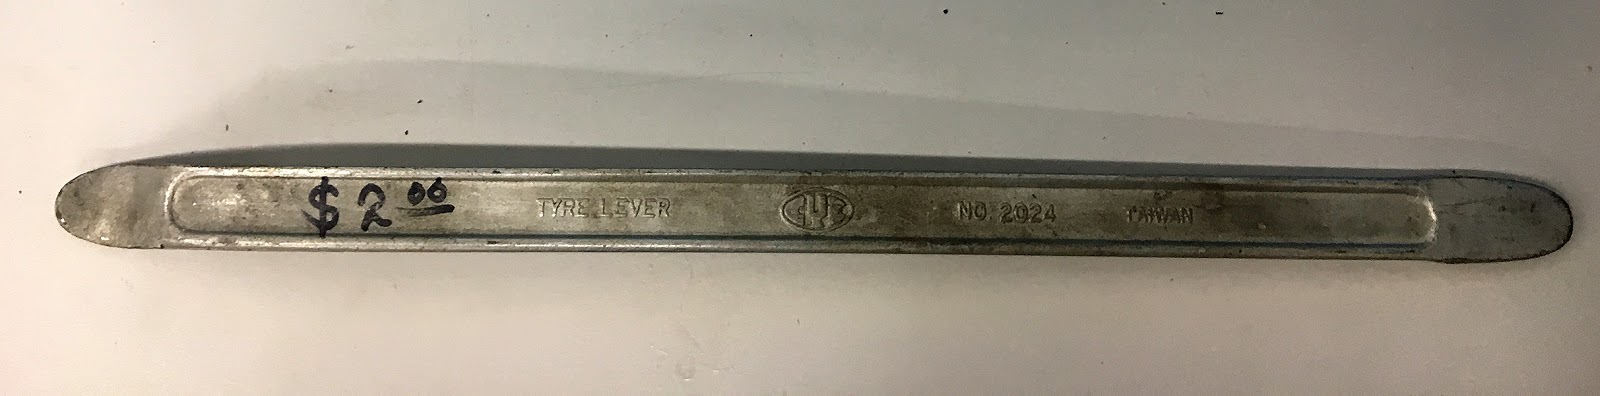 $ 2 00 TYRE LEVER NO. 2024 TAIWAN